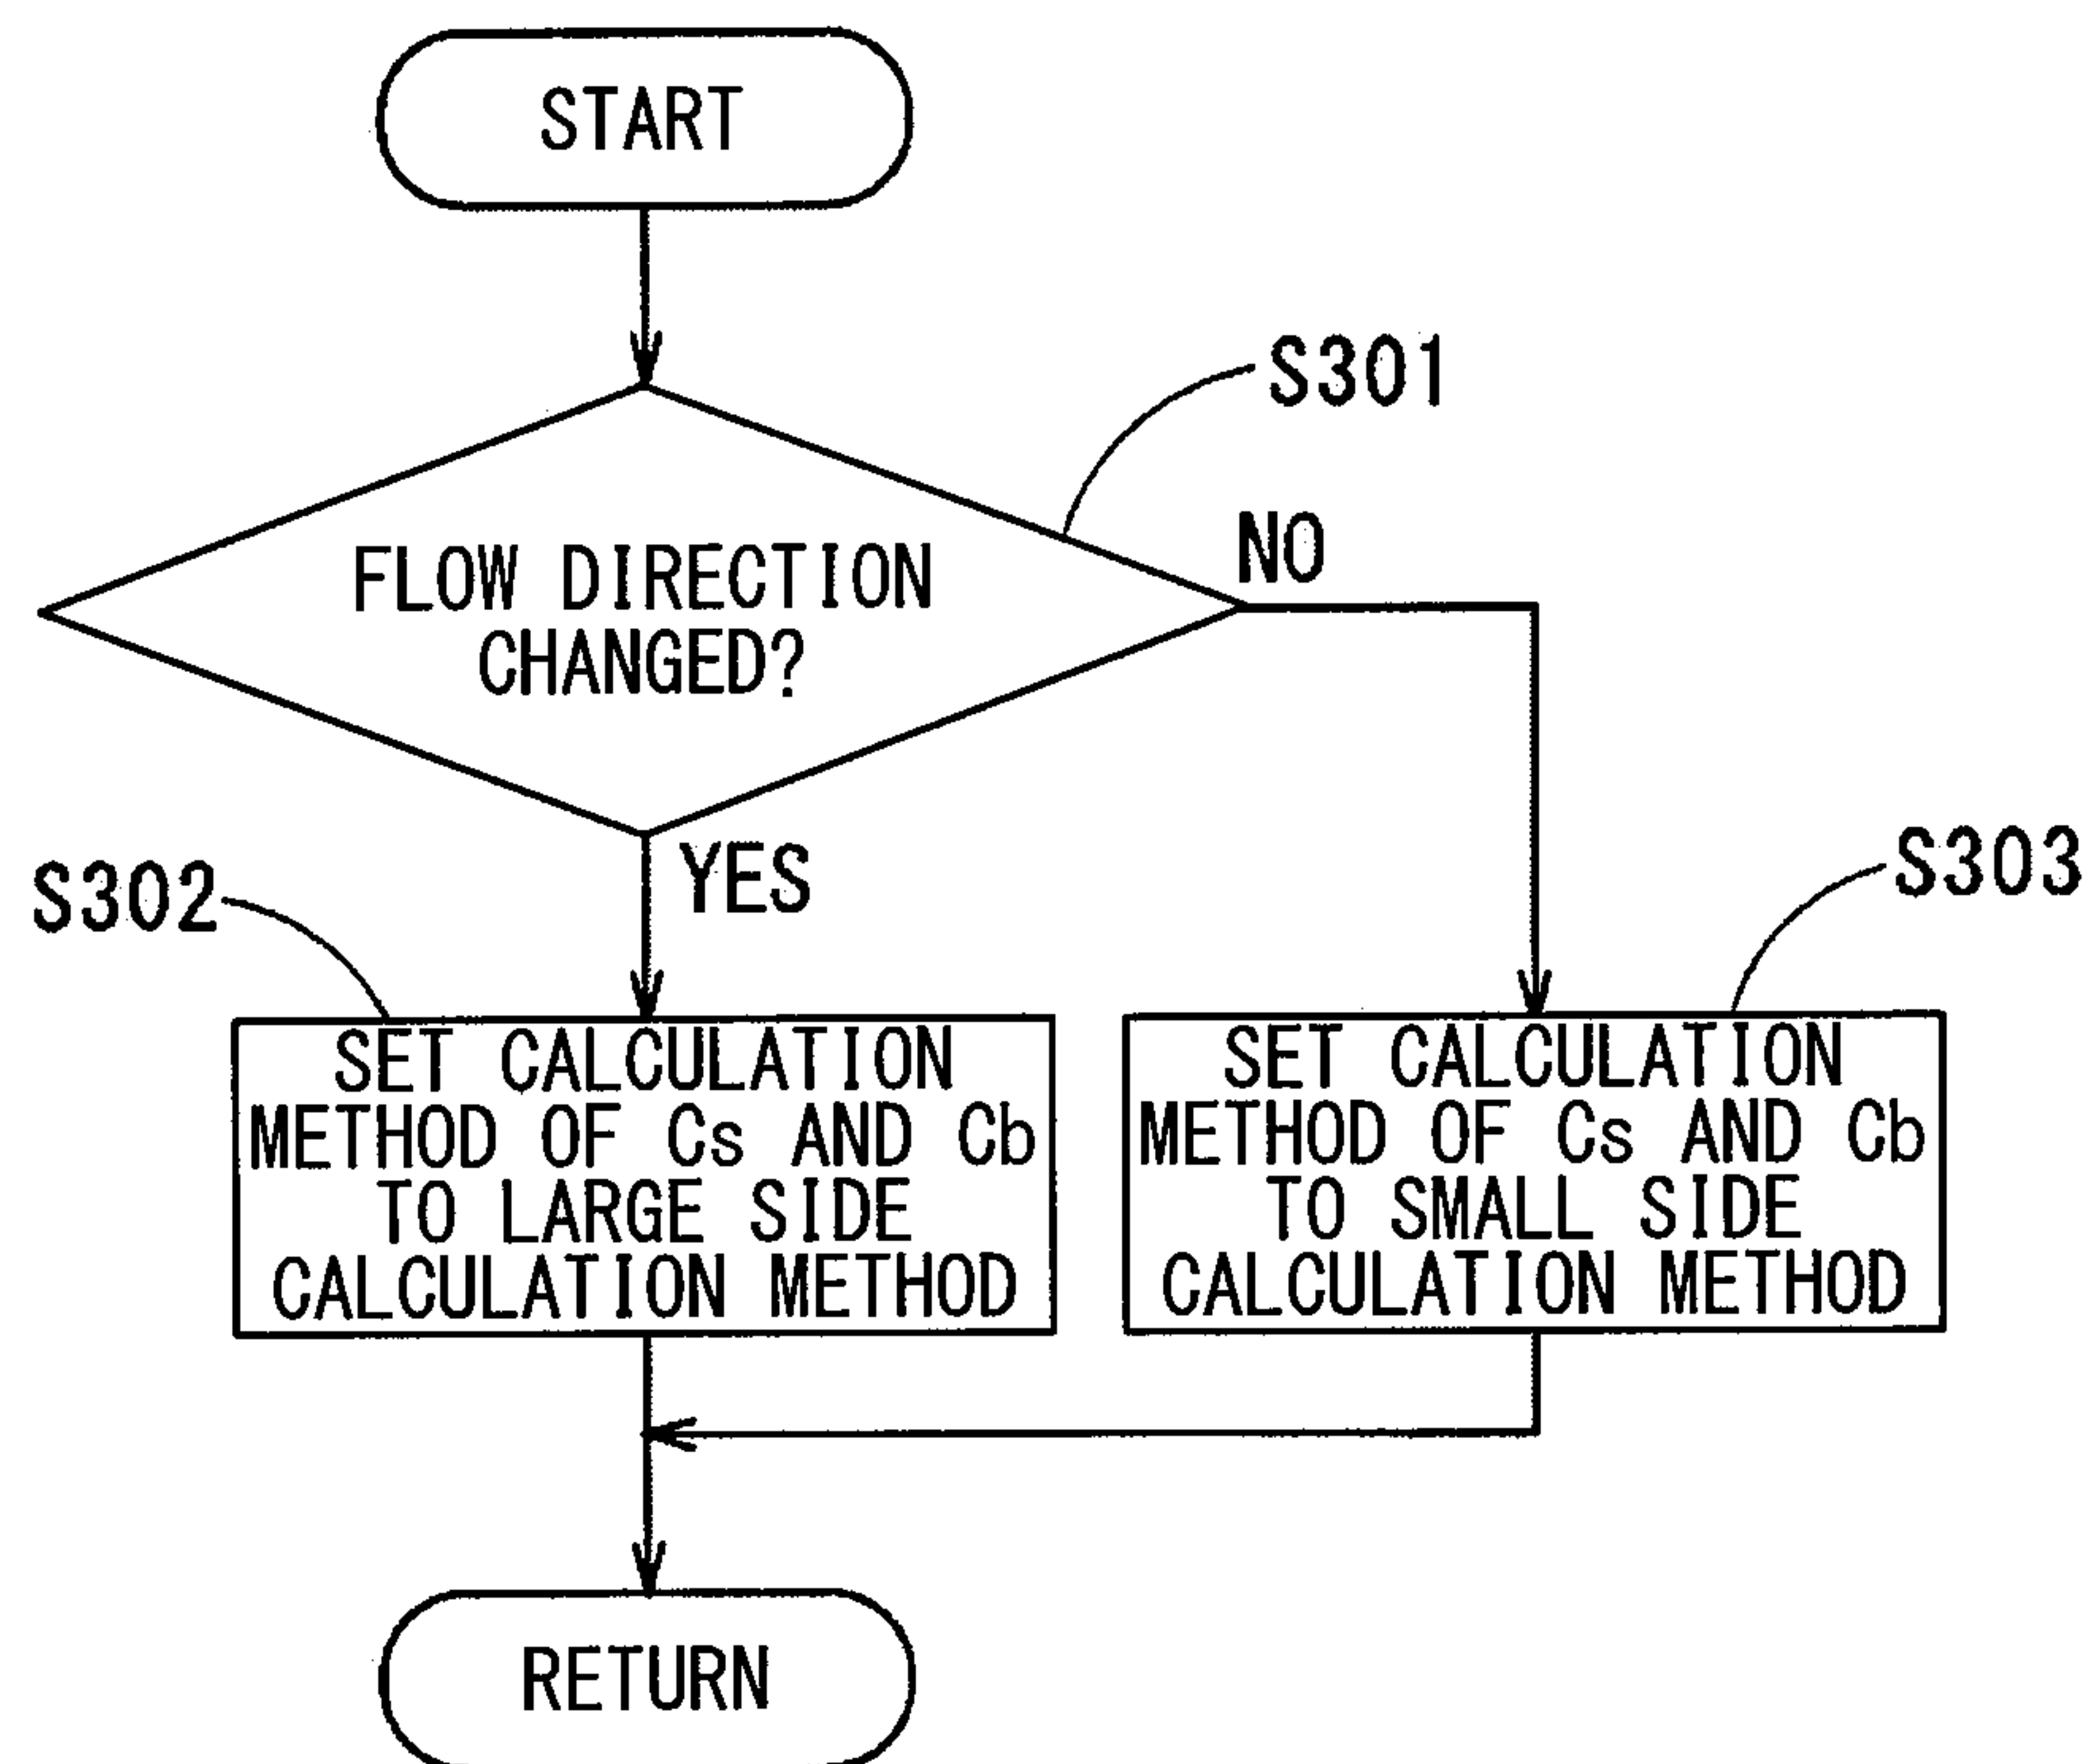 START
S301
FLOW DIRECTION
CHANGED?
NO
YES
S302
SET CALCULATION
METHOD OF Cs AND Cb
TO LARGE SIDE
CALCULATION METHOD
S303
SET CALCULATION
METHOD OF Cs AND Cb
TO SMALL SIDE
CALCULATION METHOD
RETURN